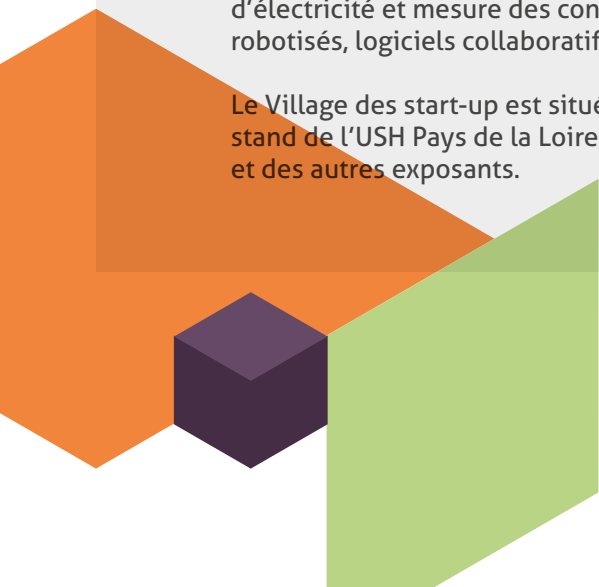 d’électricité et mesure des con
robotisés, logiciels collaboratif
Le Village des start-up est situé
stand de l’USH Pays de la Loire,
et des autres exposants.